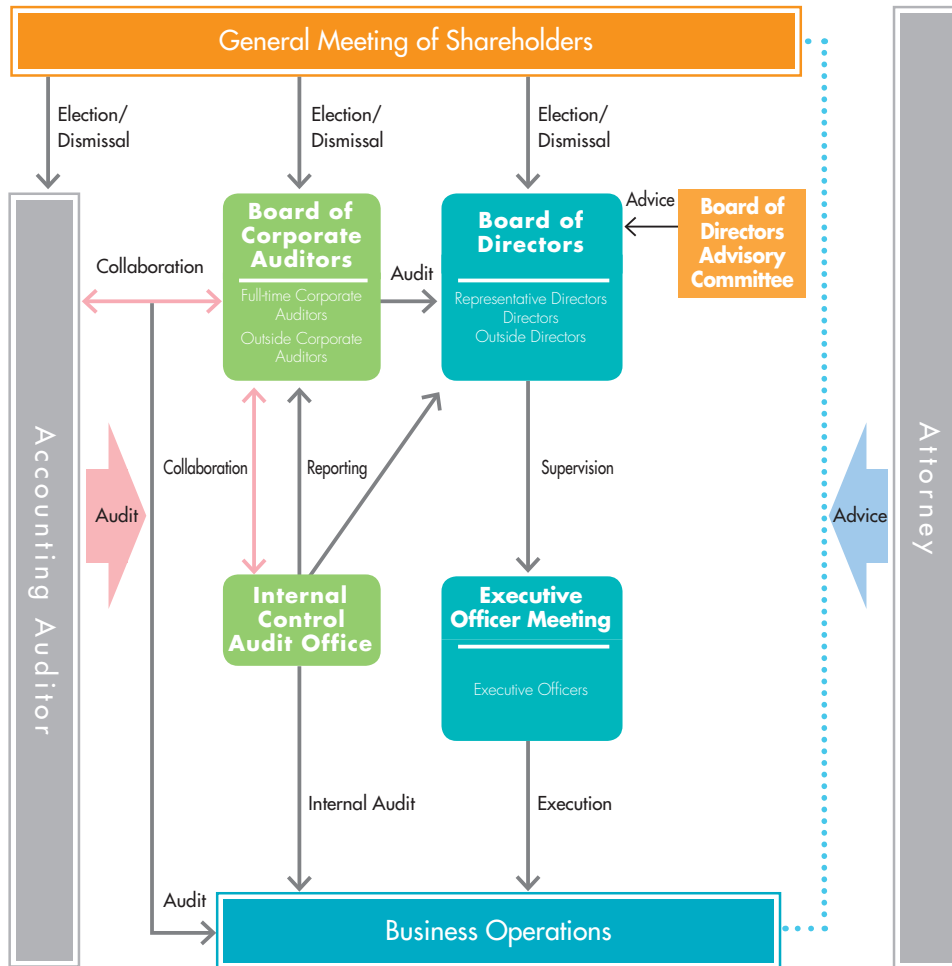 General Meeting of Shareholders
Election/
Dismissal
Election/
Dismissal
Election/
Dismissal
Board of
Corporate
Auditors
Full-time Corporate
Auditors
Outside Corporate
Auditors
Board of
Directors
Representative Directors
Directors
Outside Directors
Advice
Board of
Directors
Advisory
Committee
Collaboration
Audit
Accounting Auditor
Audit
Collaboration
Reporting
Supervision
Advice
Attorney
Internal
Control
Audit Office
Executive
Officer Meeting
Executive Officers
Internal Audit
Execution
Audit
Business Operations